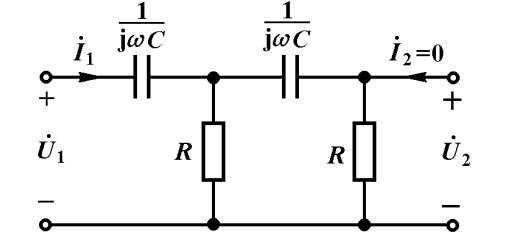 1 1
jωC jωC
İ₁ İ₂=0
+ +
U̇₁ R R U̇₂
− −